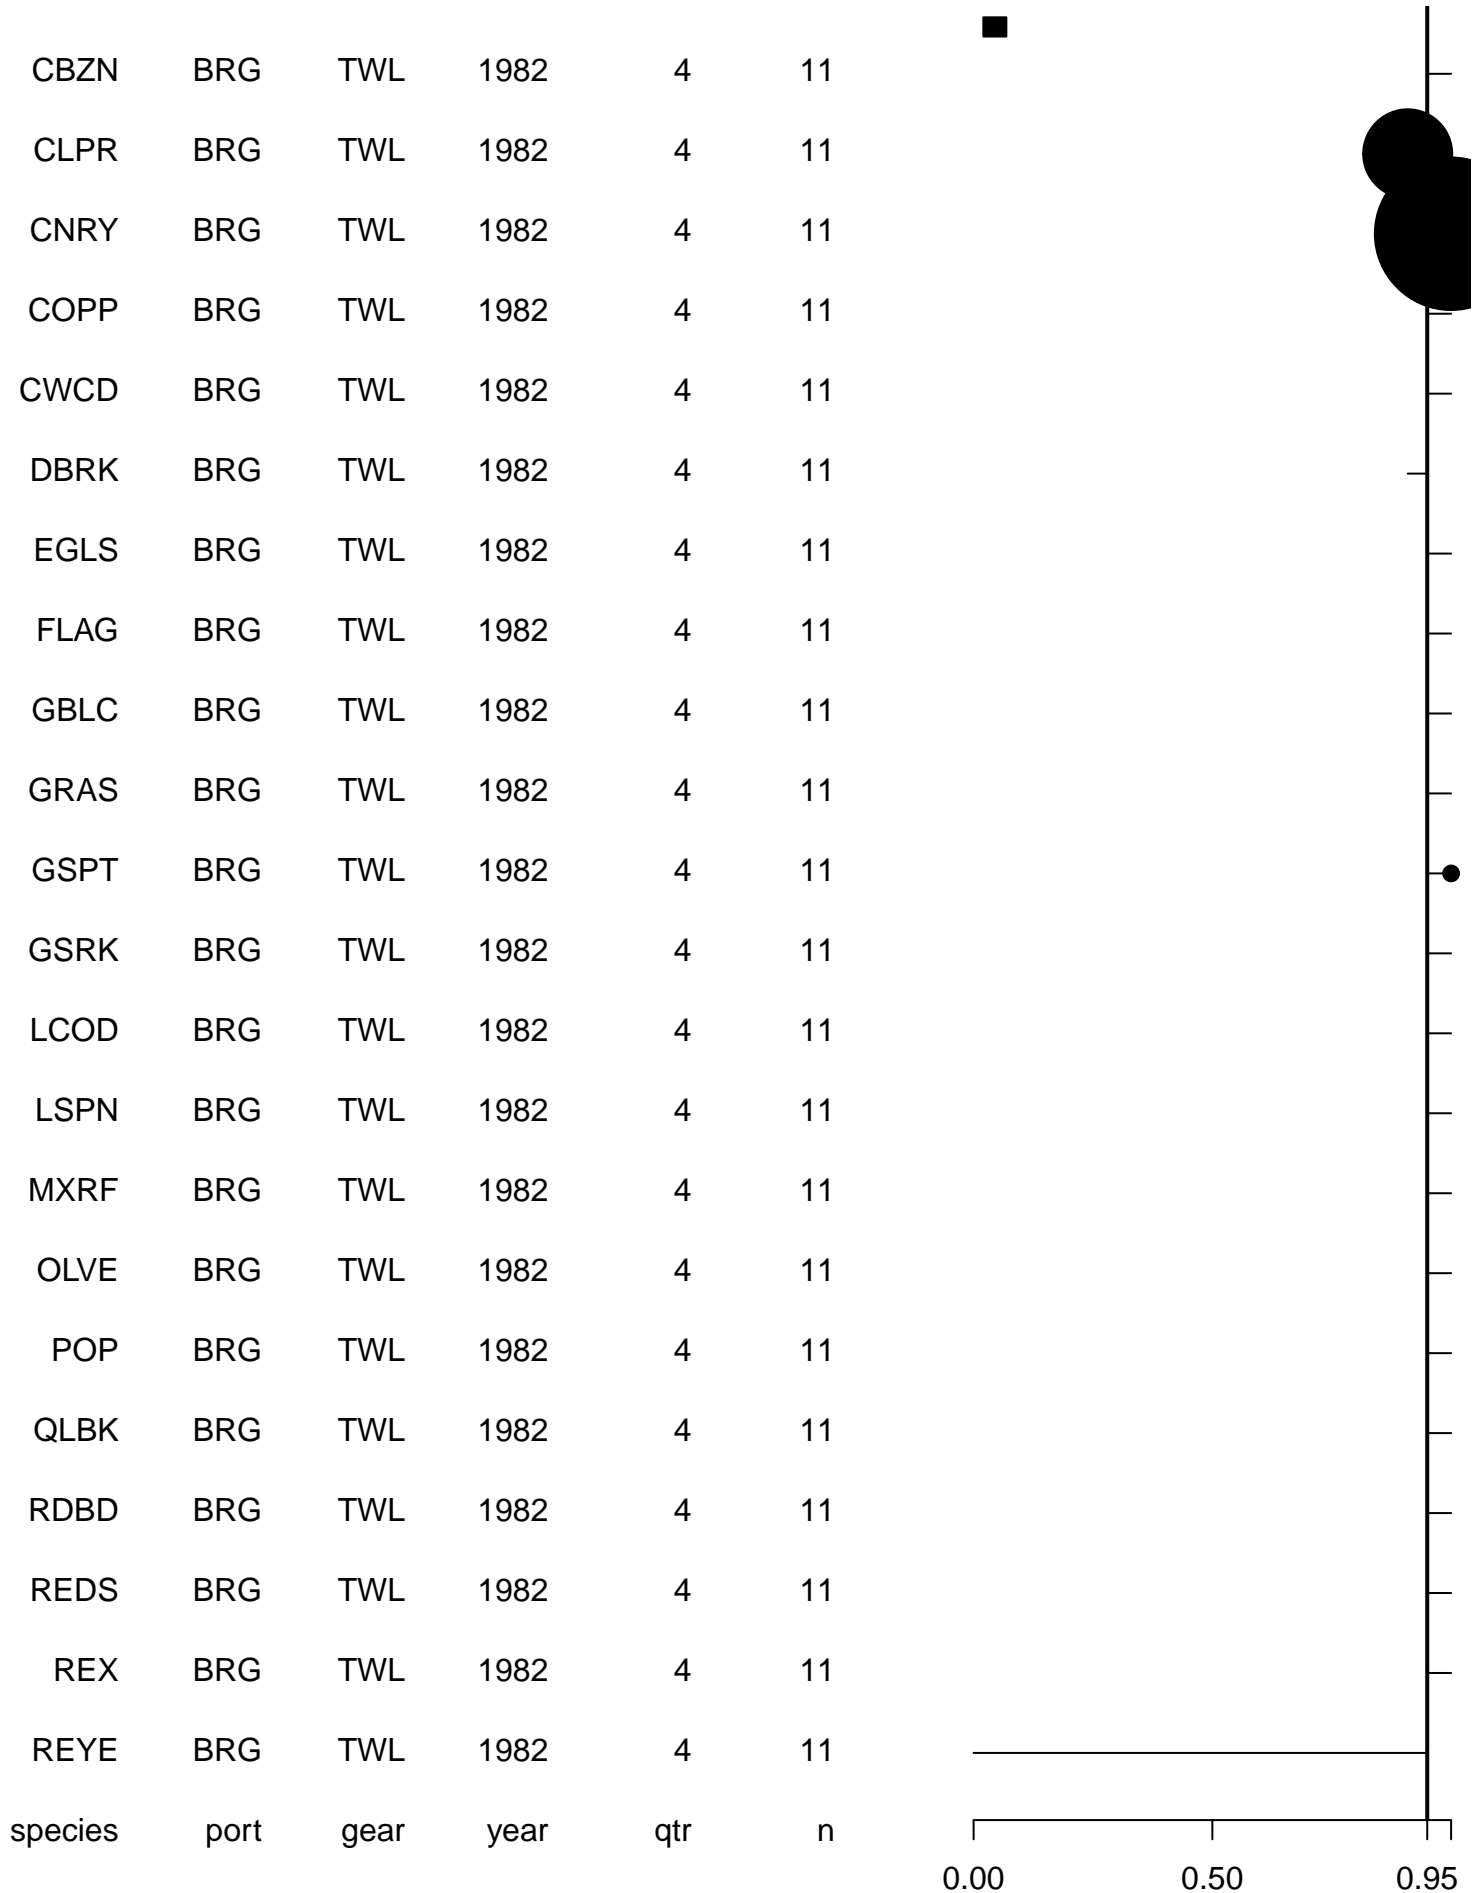 CBZN BRG TWL 1982 4 11
CLPR BRG TWL 1982 4 11
CNRY BRG TWL 1982 4 11
COPP BRG TWL 1982 4 11
CWCD BRG TWL 1982 4 11
DBRK BRG TWL 1982 4 11
EGLS BRG TWL 1982 4 11
FLAG BRG TWL 1982 4 11
GBLC BRG TWL 1982 4 11
GRAS BRG TWL 1982 4 11
GSPT BRG TWL 1982 4 11
GSRK BRG TWL 1982 4 11
LCOD BRG TWL 1982 4 11
LSPN BRG TWL 1982 4 11
MXRF BRG TWL 1982 4 11
OLVE BRG TWL 1982 4 11
POP BRG TWL 1982 4 11
QLBK BRG TWL 1982 4 11
RDBD BRG TWL 1982 4 11
REDS BRG TWL 1982 4 11
REX BRG TWL 1982 4 11
REYE BRG TWL 1982 4 11
species port gear year qtr n
0.00 0.50 0.95